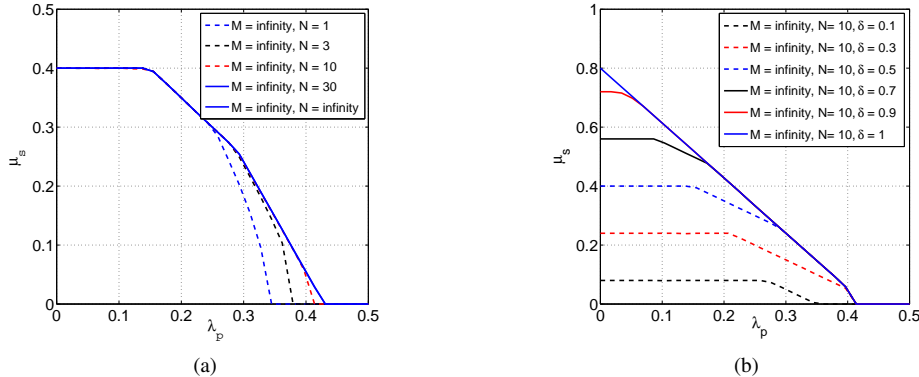 0.5
0.4
0.3
0.2
0.1
0
μs
0 0.1 0.2 0.3 0.4 0.5
λp
M = infinity, N = 1
M = infinity, N = 3
M = infinity, N = 10
M = infinity, N = 30
M = infinity, N = infinity
(a)
1
0.8
0.6
0.4
0.2
0
μs
0 0.1 0.2 0.3 0.4 0.5
λp
M = infinity, N= 10, δ = 0.1
M = infinity, N= 10, δ = 0.3
M = infinity, N= 10, δ = 0.5
M = infinity, N= 10, δ = 0.7
M = infinity, N= 10, δ = 0.9
M = infinity, N= 10, δ = 1
(b)